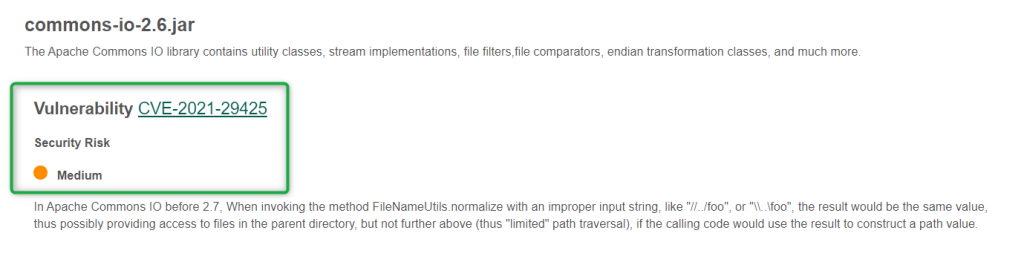 commons-io-2.6.jar
The Apache Commons IO library contains utility classes, stream implementations, file filters,file comparators, endian transformation classes, and much more.
Vulnerability CVE-2021-29425
Security Risk
Medium
In Apache Commons IO before 2.7, When invoking the method FileNameUtils.normalize with an improper input string, like "//../foo", or "\\..\foo", the result would be the same value,
thus possibly providing access to files in the parent directory, but not further above (thus "limited" path traversal), if the calling code would use the result to construct a path value.